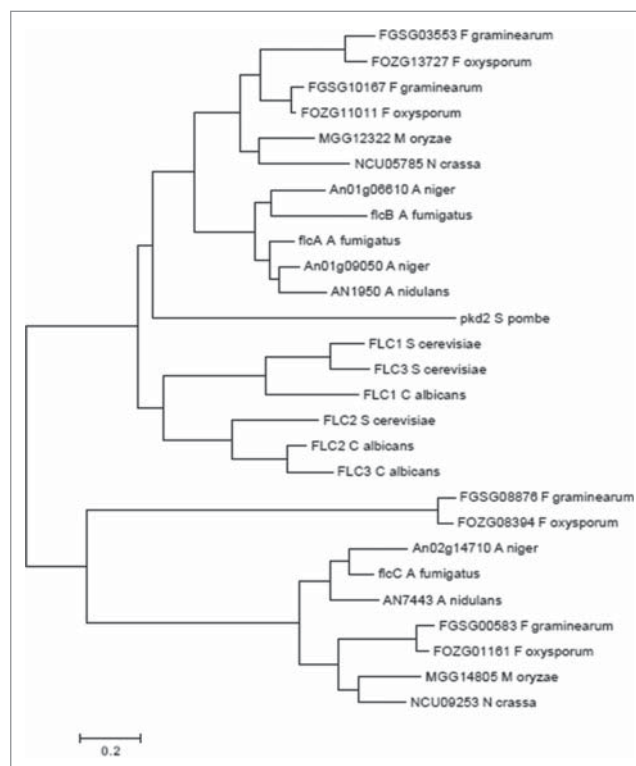 FGSG03553 F graminearum
FOZG13727 F oxysporum
FGSG10167 F graminearum
FOZG11011 F oxysporum
MGG12322 M oryzae
NCU05785 N crassa
An01g06610 A niger
flcB A fumigatus
flcA A fumigatus
An01g09050 A niger
AN1950 A nidulans
pkd2 S pombe
FLC1 S cerevisiae
FLC3 S cerevisiae
FLC1 C albicans
FLC2 S cerevisiae
FLC2 C albicans
FLC3 C albicans
FGSG08876 F graminearum
FOZG08394 F oxysporum
An02g14710 A niger
flcC A fumigatus
AN7443 A nidulans
FGSG00583 F graminearum
FOZG01161 F oxysporum
MGG14805 M oryzae
NCU09253 N crassa
0.2